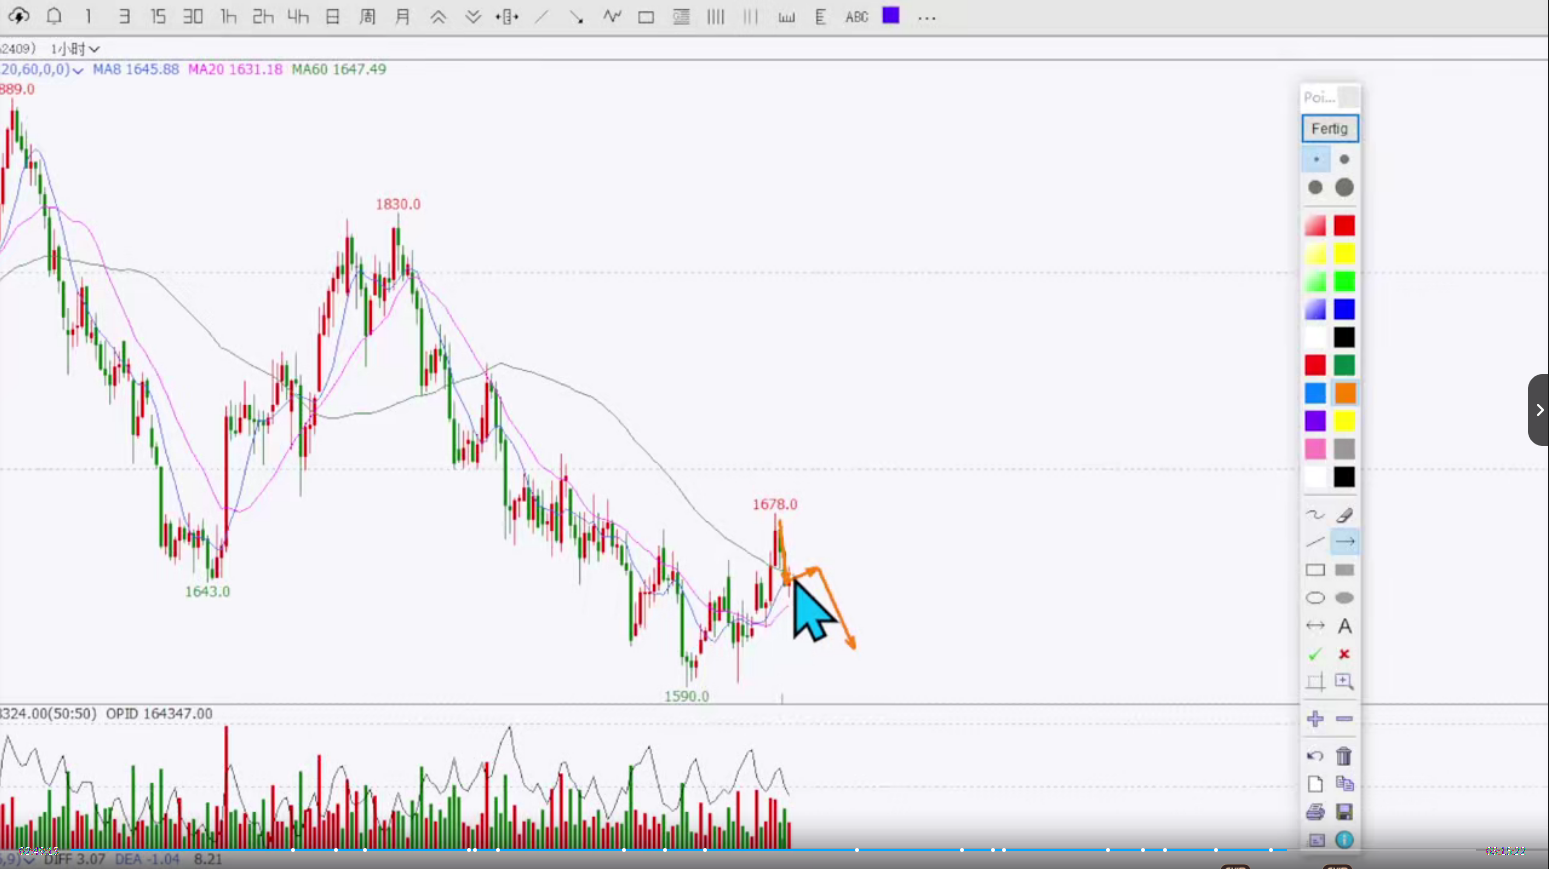 1 3 15 30 1h 2h 4h 日 周 月 ABC ...
2409) 1小时
20,60,0,0) MA8 1645.88 MA20 1631.18 MA60 1647.49
889.0
Poi...
Fertig
1830.0
1678.0
1643.0
A
1590.0
324.00(50:50) OPID 164347.00
,9) DIFF 3.07 DEA -1.04 8.21